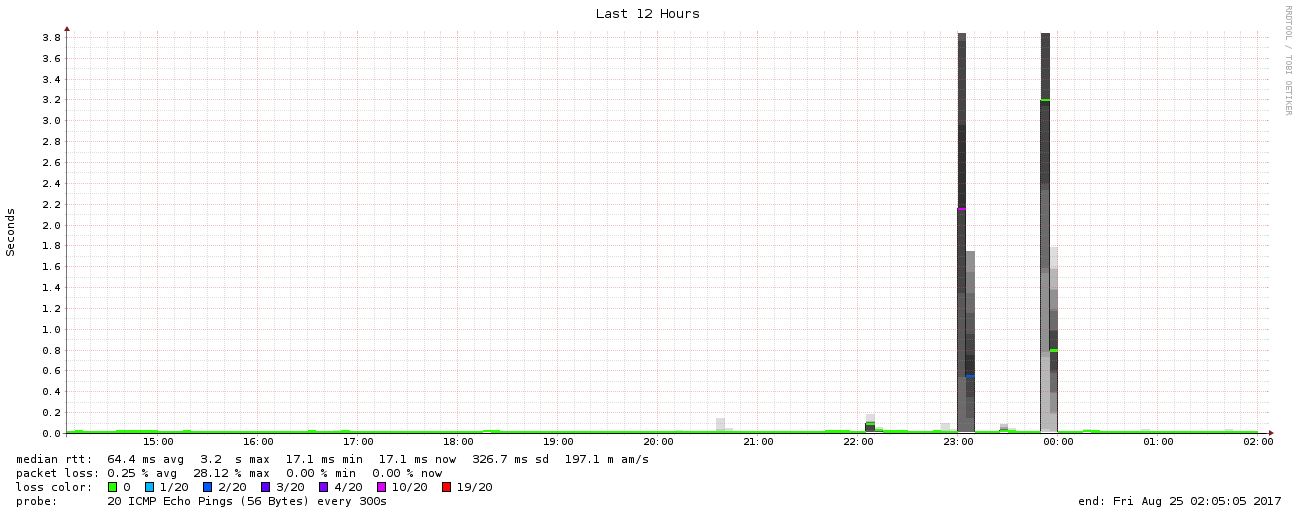 Last 12 Hours
RRDTOOL / TOBI OETIKER
Seconds
3.8
3.6
3.4
3.2
3.0
2.8
2.6
2.4
2.2
2.0
1.8
1.6
1.4
1.2
1.0
0.8
0.6
0.4
0.2
0.0
15:00 16:00 17:00 18:00 19:00 20:00 21:00 22:00 23:00 00:00 01:00 02:00
median rtt: 64.4 ms avg 3.2 s max 17.1 ms min 17.1 ms now 326.7 ms sd 197.1 m am/s
packet loss: 0.25 % avg 28.12 % max 0.00 % min 0.00 % now
loss color: 0 1/20 2/20 3/20 4/20 10/20 19/20
probe: 20 ICMP Echo Pings (56 Bytes) every 300s end: Fri Aug 25 02:05:05 2017